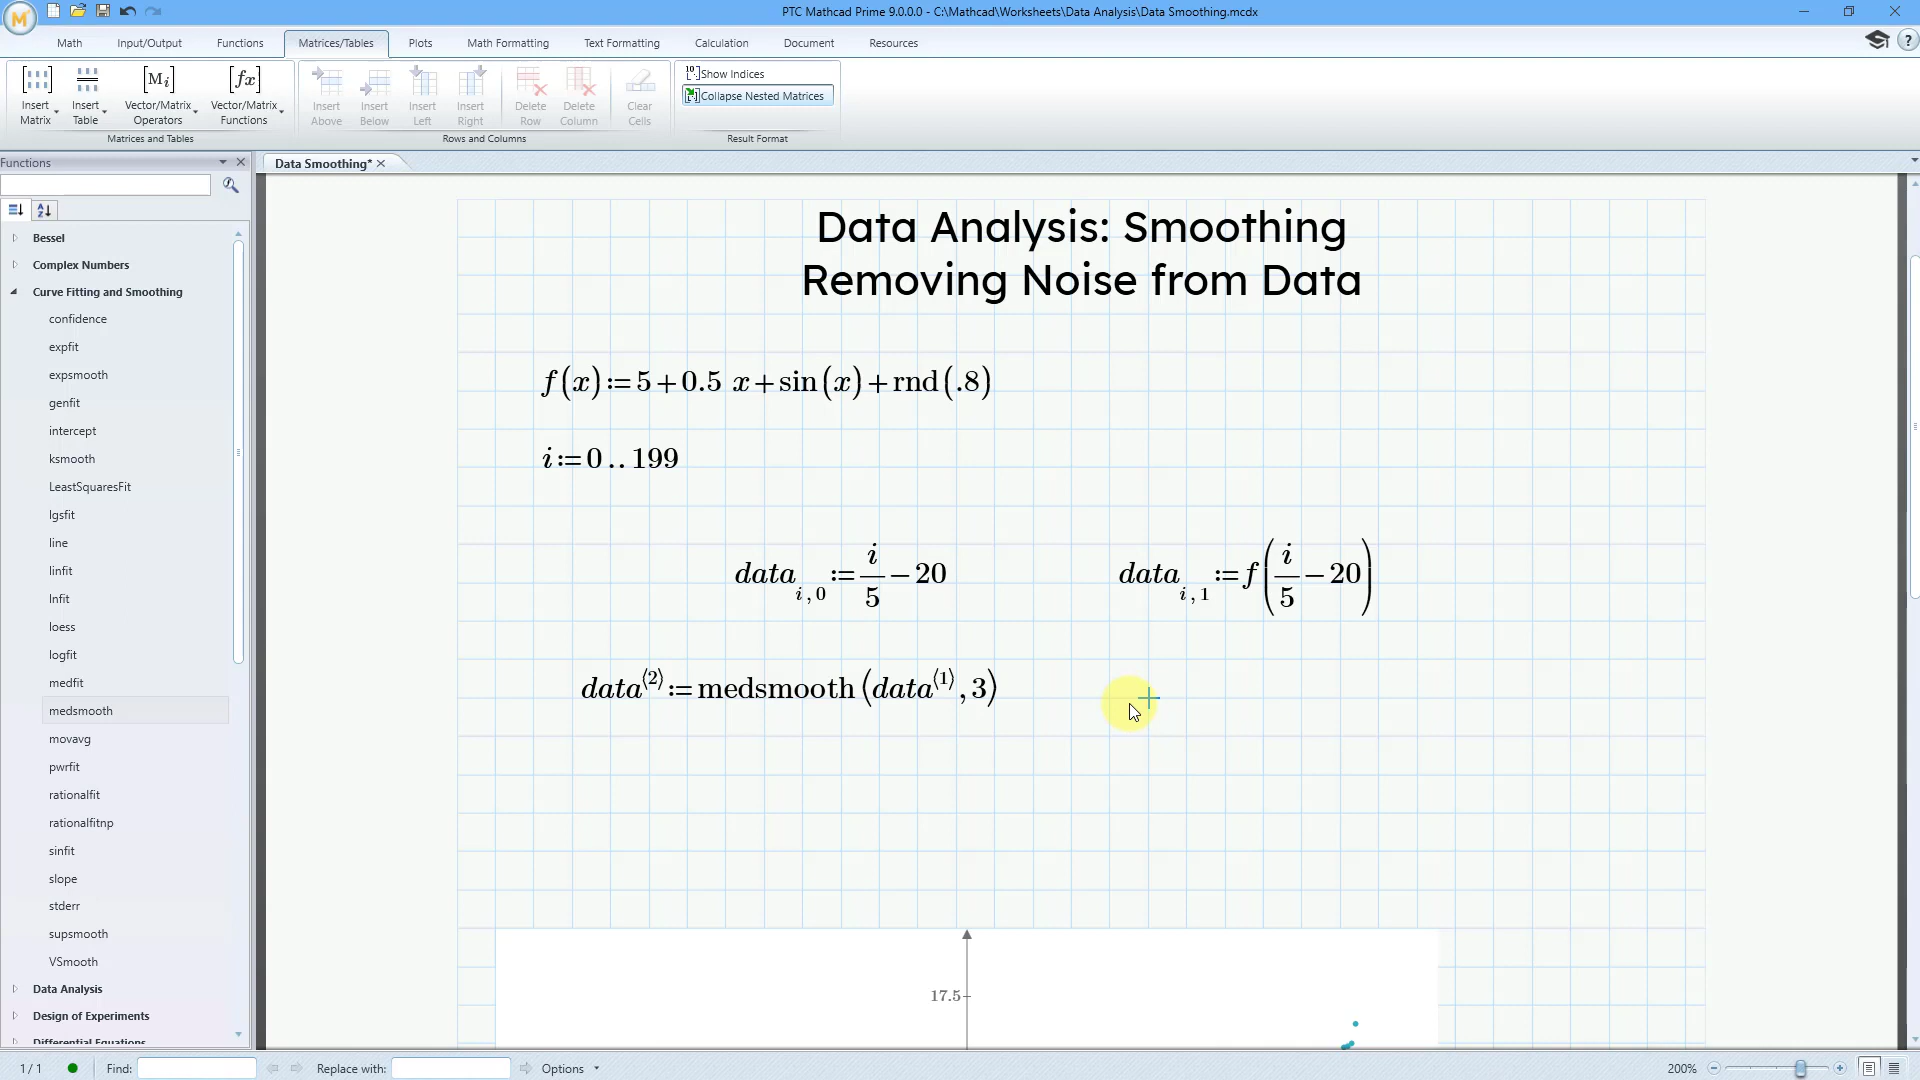 PTC Mathcad Prime 9.0.0.0 - C:\Mathcad\Worksheets\Data Analysis\Data Smoothing.mcdx
Math Input/Output Functions Matrices/Tables Plots Math Formatting Text Formatting Calculation Document Resources
Insert Matrix
Insert Table
Vector/Matrix Operators
Vector/Matrix Functions
Matrices and Tables
Insert Above
Insert Below
Insert Left
Insert Right
Delete Row
Delete Column
Clear Cells
Rows and Columns
Show Indices
Collapse Nested Matrices
Result Format
Functions
Data Smoothing*
Bessel
Complex Numbers
Curve Fitting and Smoothing
confidence
expfit
expsmooth
genfit
intercept
ksmooth
LeastSquaresFit
lgsfit
line
linfit
lnfit
loess
logfit
medfit
medsmooth
movavg
pwrfit
rationalfit
rationalfitnp
sinfit
slope
stderr
supsmooth
VSmooth
Data Analysis
Design of Experiments
Differential Equations
Data Analysis: Smoothing
Removing Noise from Data
f(x):=5+0.5 x+sin(x)+rnd(.8)
i:=0..199
data i,0 := i/5 −20
data i,1 := f(i/5 −20)
data⟨2⟩:=medsmooth(data⟨1⟩,3)
17.5
1 / 1 Find: Replace with: Options 200%